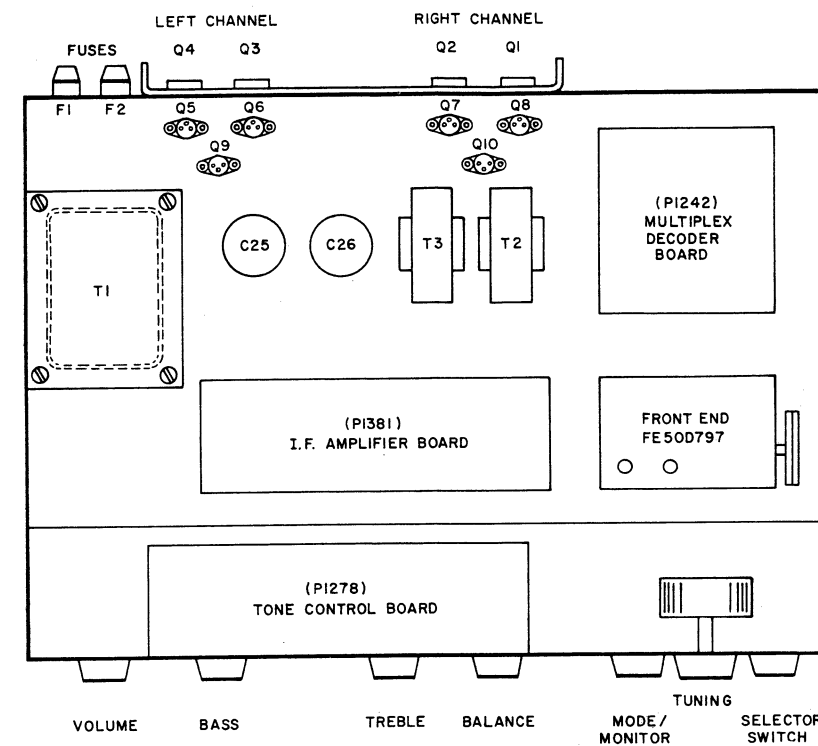 LEFT CHANNEL
RIGHT CHANNEL
FUSES
Q4
Q3
Q2
Q1
F1
F2
Q5
Q6
Q7
Q8
Q9
Q10
T1
C25
C26
T3
T2
(P1242)
MULTIPLEX
DECODER
BOARD
(P1381)
I.F. AMPLIFIER BOARD
FRONT END
FE50D797
(P1278)
TONE CONTROL BOARD
VOLUME
BASS
TREBLE
BALANCE
MODE/
MONITOR
TUNING
SELECTOR
SWITCH